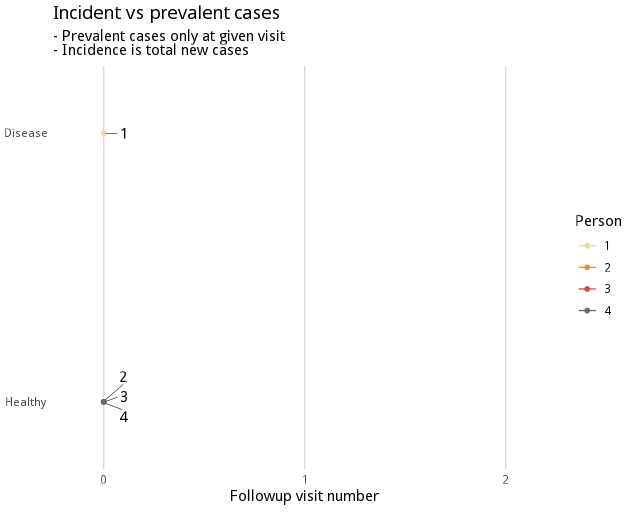 Incident vs prevalent cases
- Prevalent cases only at given visit
- Incidence is total new cases
Disease
1
Person
1
2
3
4
2
3
4
Healthy
0
1
2
Followup visit number